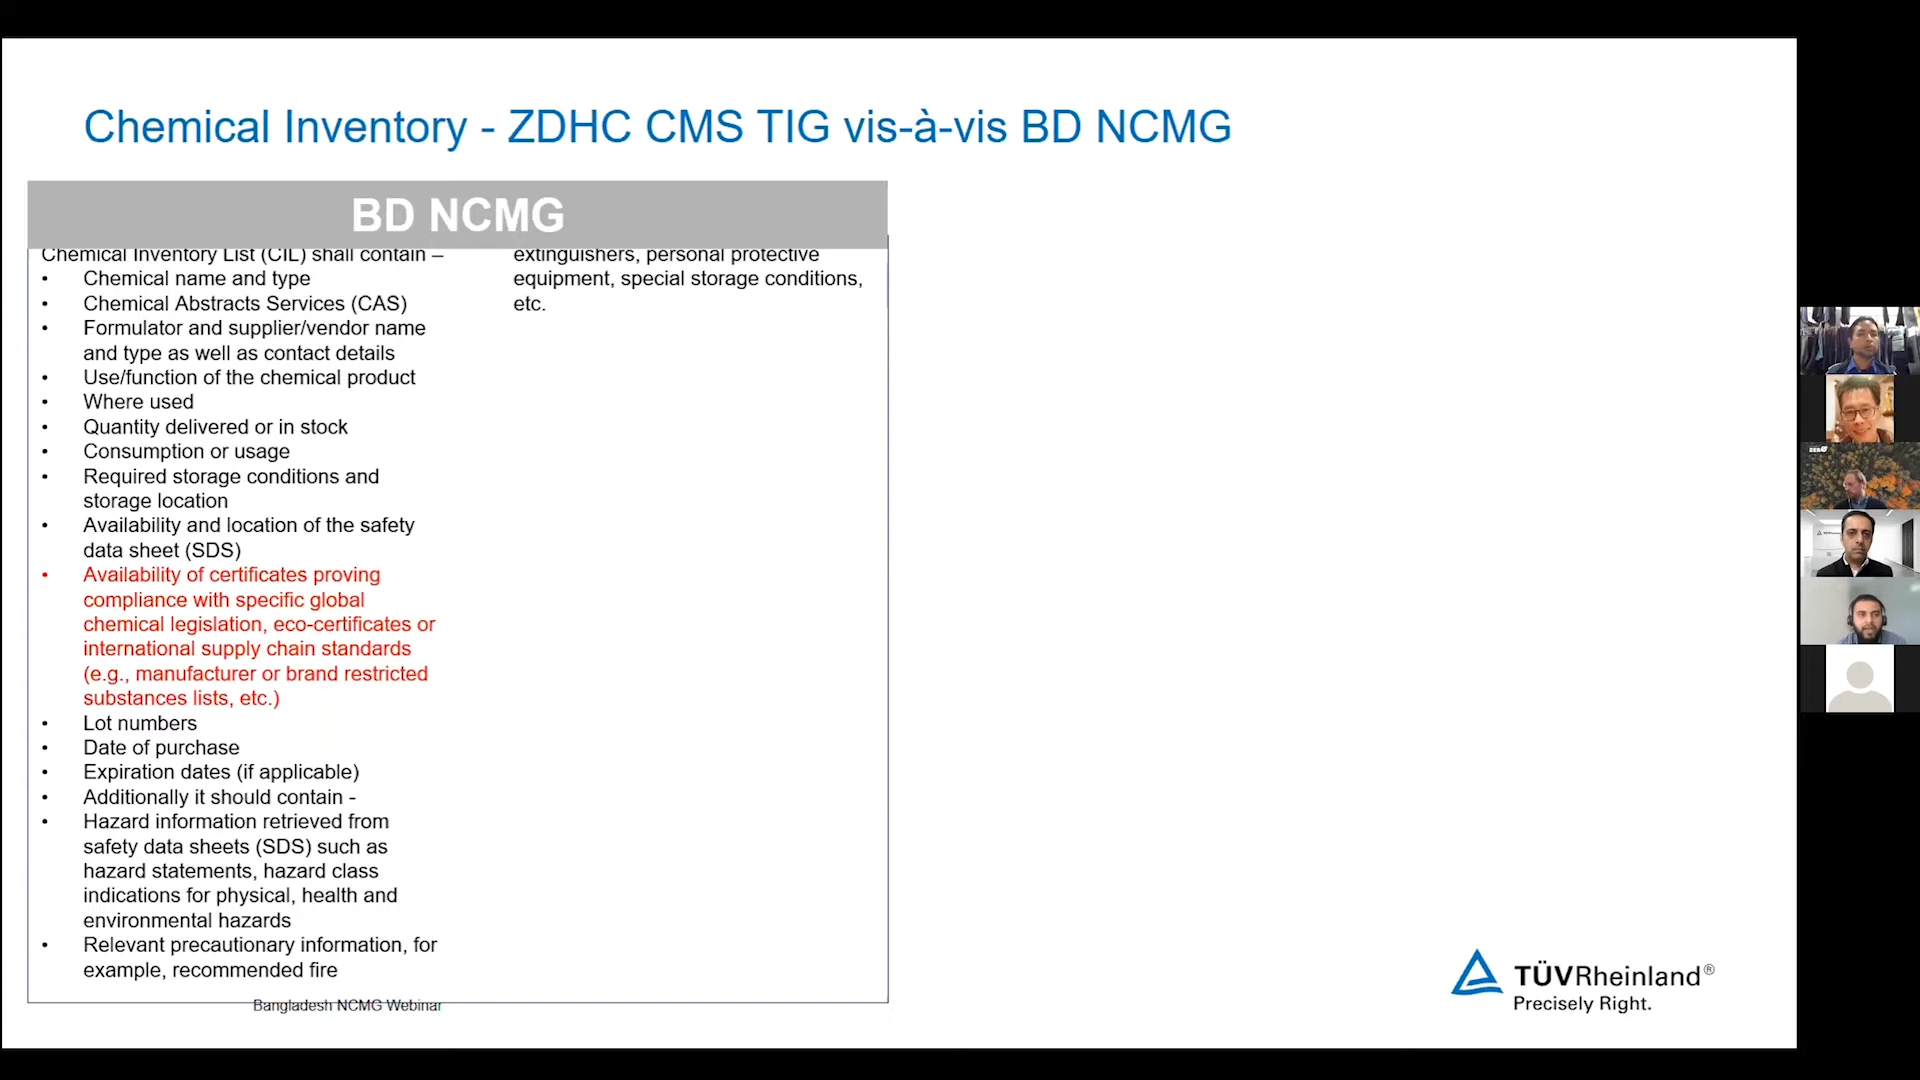 Chemical Inventory - ZDHC CMS TIG vis-à-vis BD NCMG
BD NCMG
Chemical Inventory List (CIL) shall contain –
• Chemical name and type
• Chemical Abstracts Services (CAS)
• Formulator and supplier/vendor name
and type as well as contact details
• Use/function of the chemical product
• Where used
• Quantity delivered or in stock
• Consumption or usage
• Required storage conditions and
storage location
• Availability and location of the safety
data sheet (SDS)
• Availability of certificates proving
compliance with specific global
chemical legislation, eco-certificates or
international supply chain standards
(e.g., manufacturer or brand restricted
substances lists, etc.)
• Lot numbers
• Date of purchase
• Expiration dates (if applicable)
• Additionally it should contain -
• Hazard information retrieved from
safety data sheets (SDS) such as
hazard statements, hazard class
indications for physical, health and
environmental hazards
• Relevant precautionary information, for
example, recommended fire
extinguishers, personal protective
equipment, special storage conditions,
etc.
Bangladesh NCMG Webinar
TÜVRheinland®
Precisely Right.